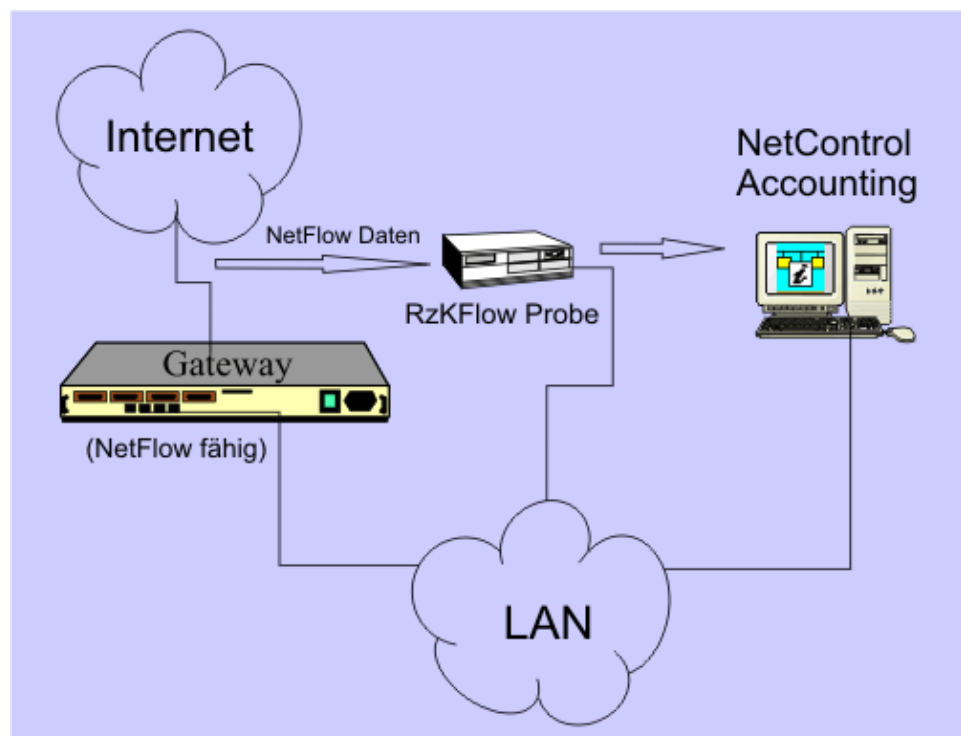 Internet
NetControl
Accounting
NetFlow Daten
RzKFlow Probe
Gateway
(NetFlow fähig)
LAN